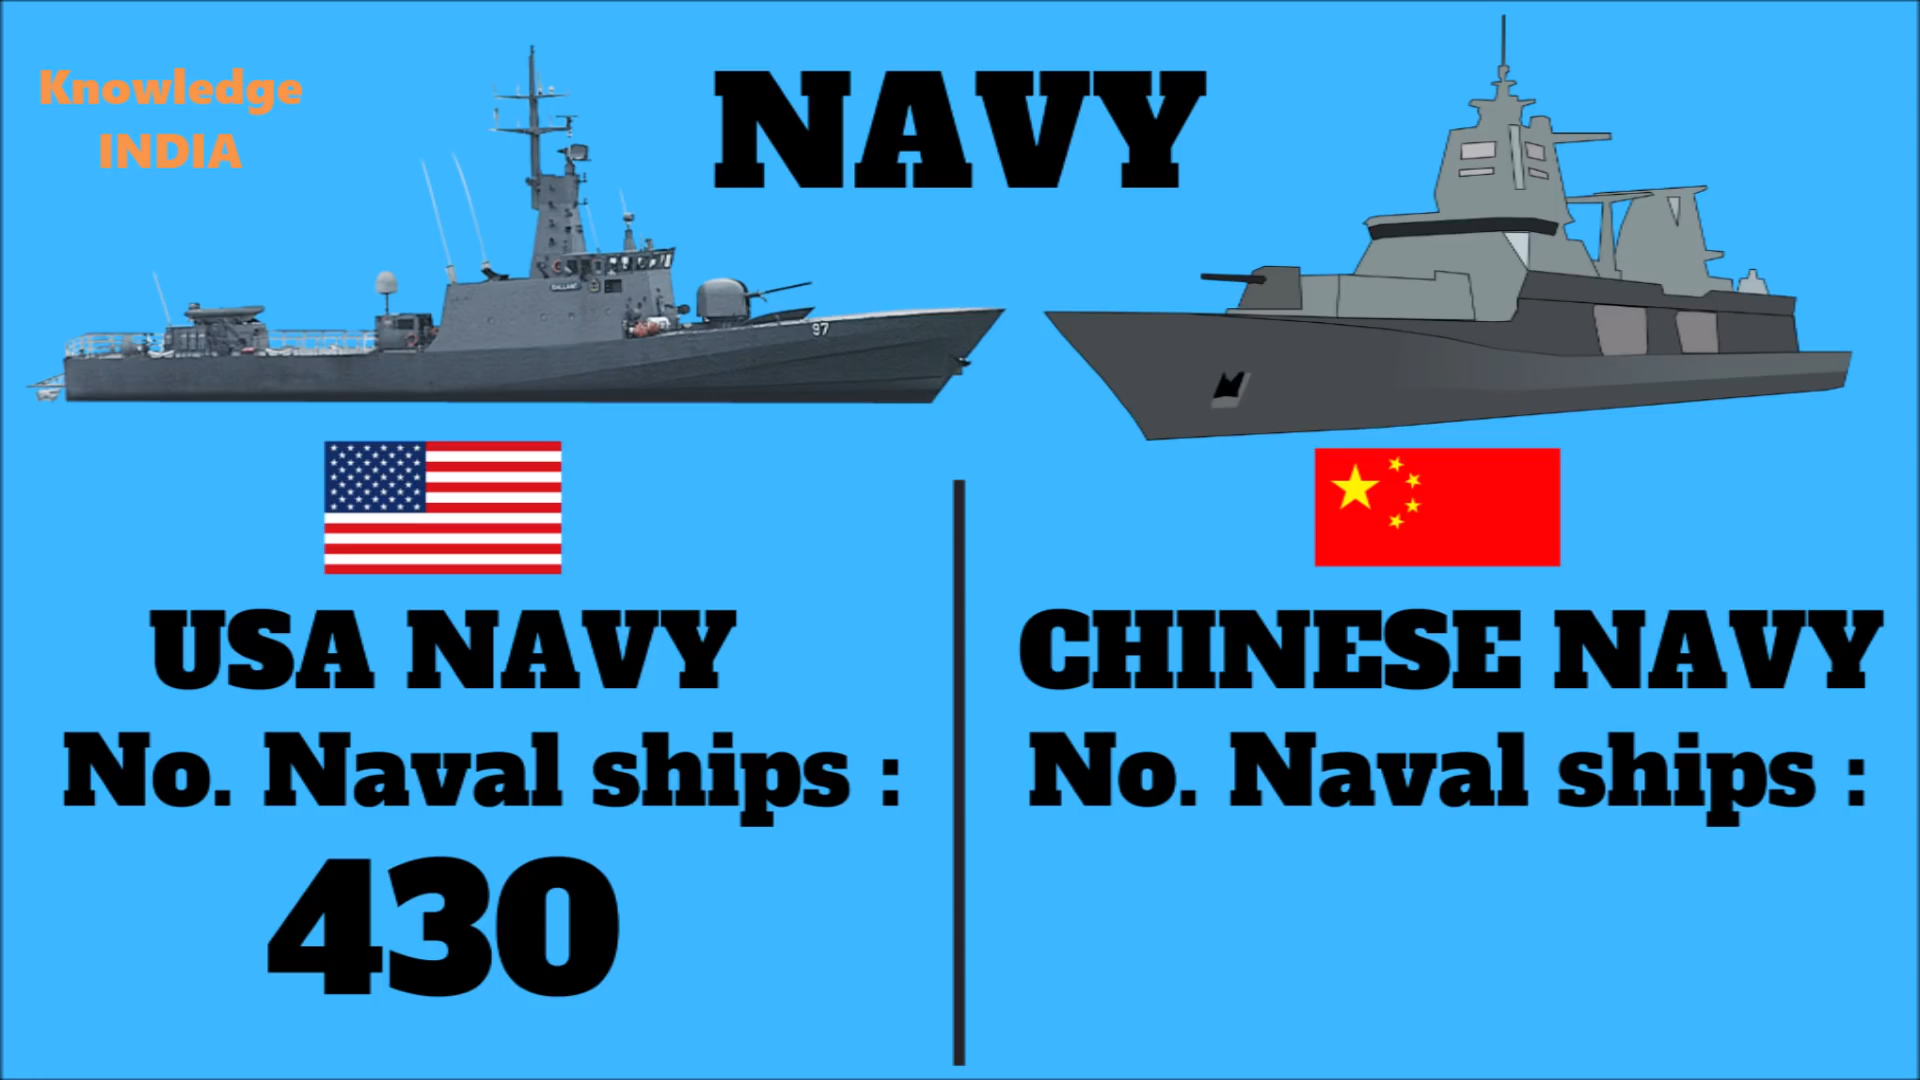 Knowledge
INDIA
NAVY
97
USA NAVY
No. Naval ships :
430
CHINESE NAVY
No. Naval ships :